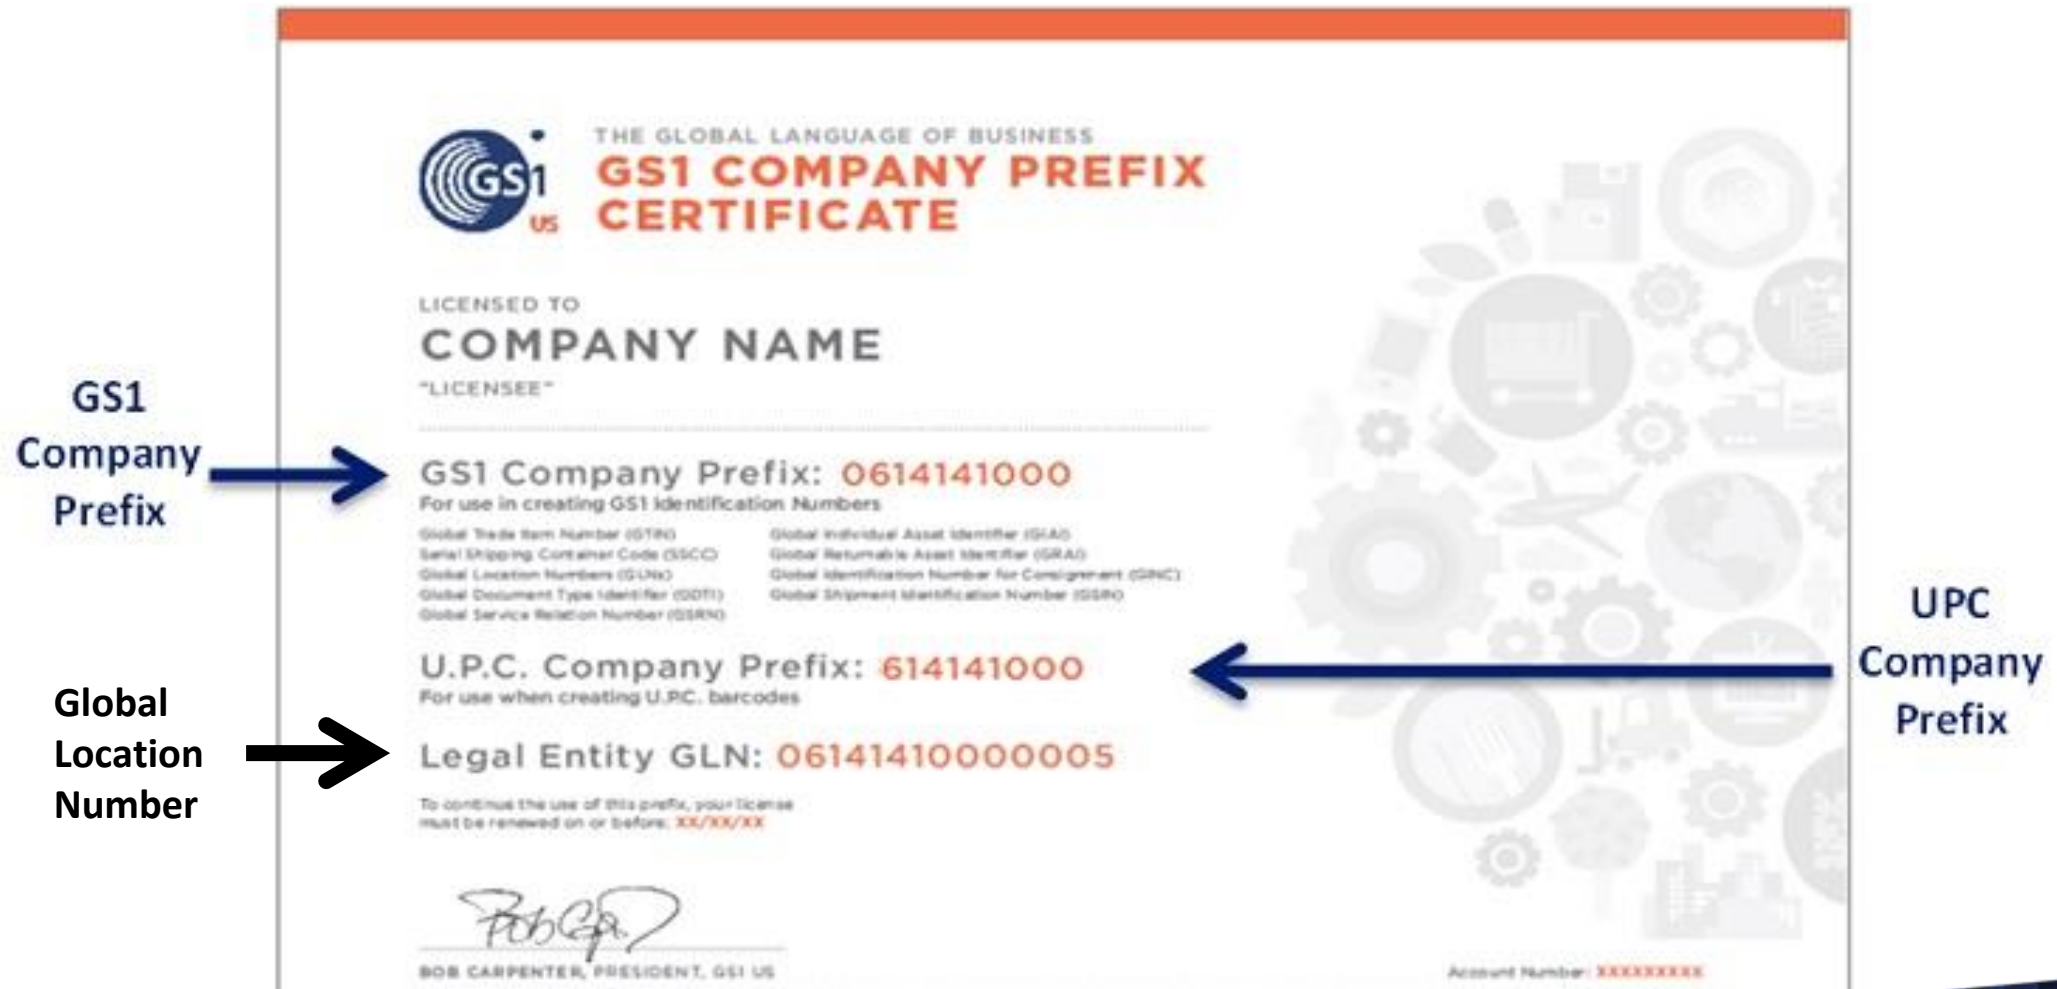 THE GLOBAL LANGUAGE OF BUSINESS
GS1 COMPANY PREFIX
CERTIFICATE
GS1
US
LICENSED TO
COMPANY NAME
"LICENSEE"
GS1
Company
Prefix
GS1 Company Prefix: 0614141000
For use in creating GS1 Identification Numbers
Global Trade Item Number (GTIN)
Global Individual Asset Identifier (GIAI)
Serial Shipping Container Code (SSCC)
Global Returnable Asset Identifier (GRAI)
Global Location Numbers (GLNs)
Global Identification Number for Consignment (GINC)
Global Document Type Identifier (GDTI)
Global Shipment Identification Number (GSIN)
Global Service Relation Number (GSRN)
UPC
Company
Prefix
U.P.C. Company Prefix: 614141000
For use when creating U.P.C. barcodes
Global
Location
Number
Legal Entity GLN: 06141410000005
To continue the use of this prefix, your license
must be renewed on or before: XX/XX/XX
BOB CARPENTER, PRESIDENT, GS1 US
Account Number: XXXXXXXXX